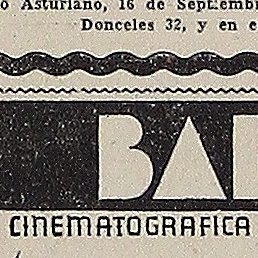 o Asturiano, 16 de Septiembr
Donceles 32, y en e
BA
CINEMATOGRAFICA